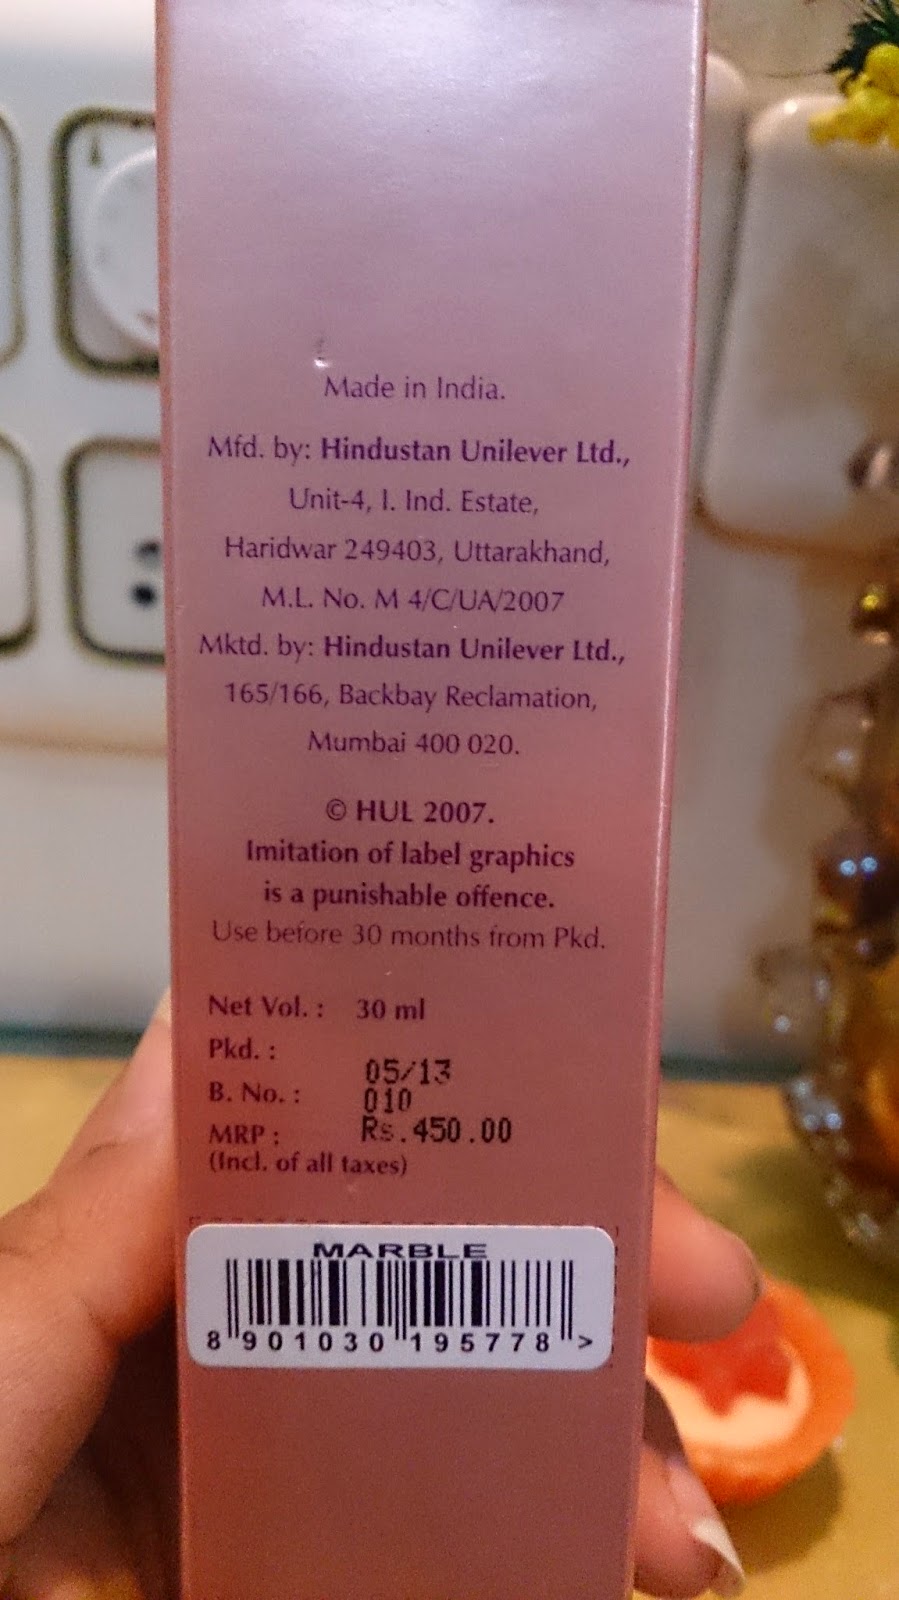 Made in India.
Mfd. by: Hindustan Unilever Ltd.,
Unit-4, I. Ind. Estate,
Haridwar 249403, Uttarakhand,
M.L. No. M 4/C/UA/2007
Mktd. by: Hindustan Unilever Ltd.,
165/166, Backbay Reclamation,
Mumbai 400 020.
© HUL 2007.
Imitation of label graphics
is a punishable offence.
Use before 30 months from Pkd.
Net Vol. : 30 ml
Pkd. : 05/13
B. No. : 010
MRP : Rs.450.00
(Incl. of all taxes)
MARBLE
8 901030 195778 >